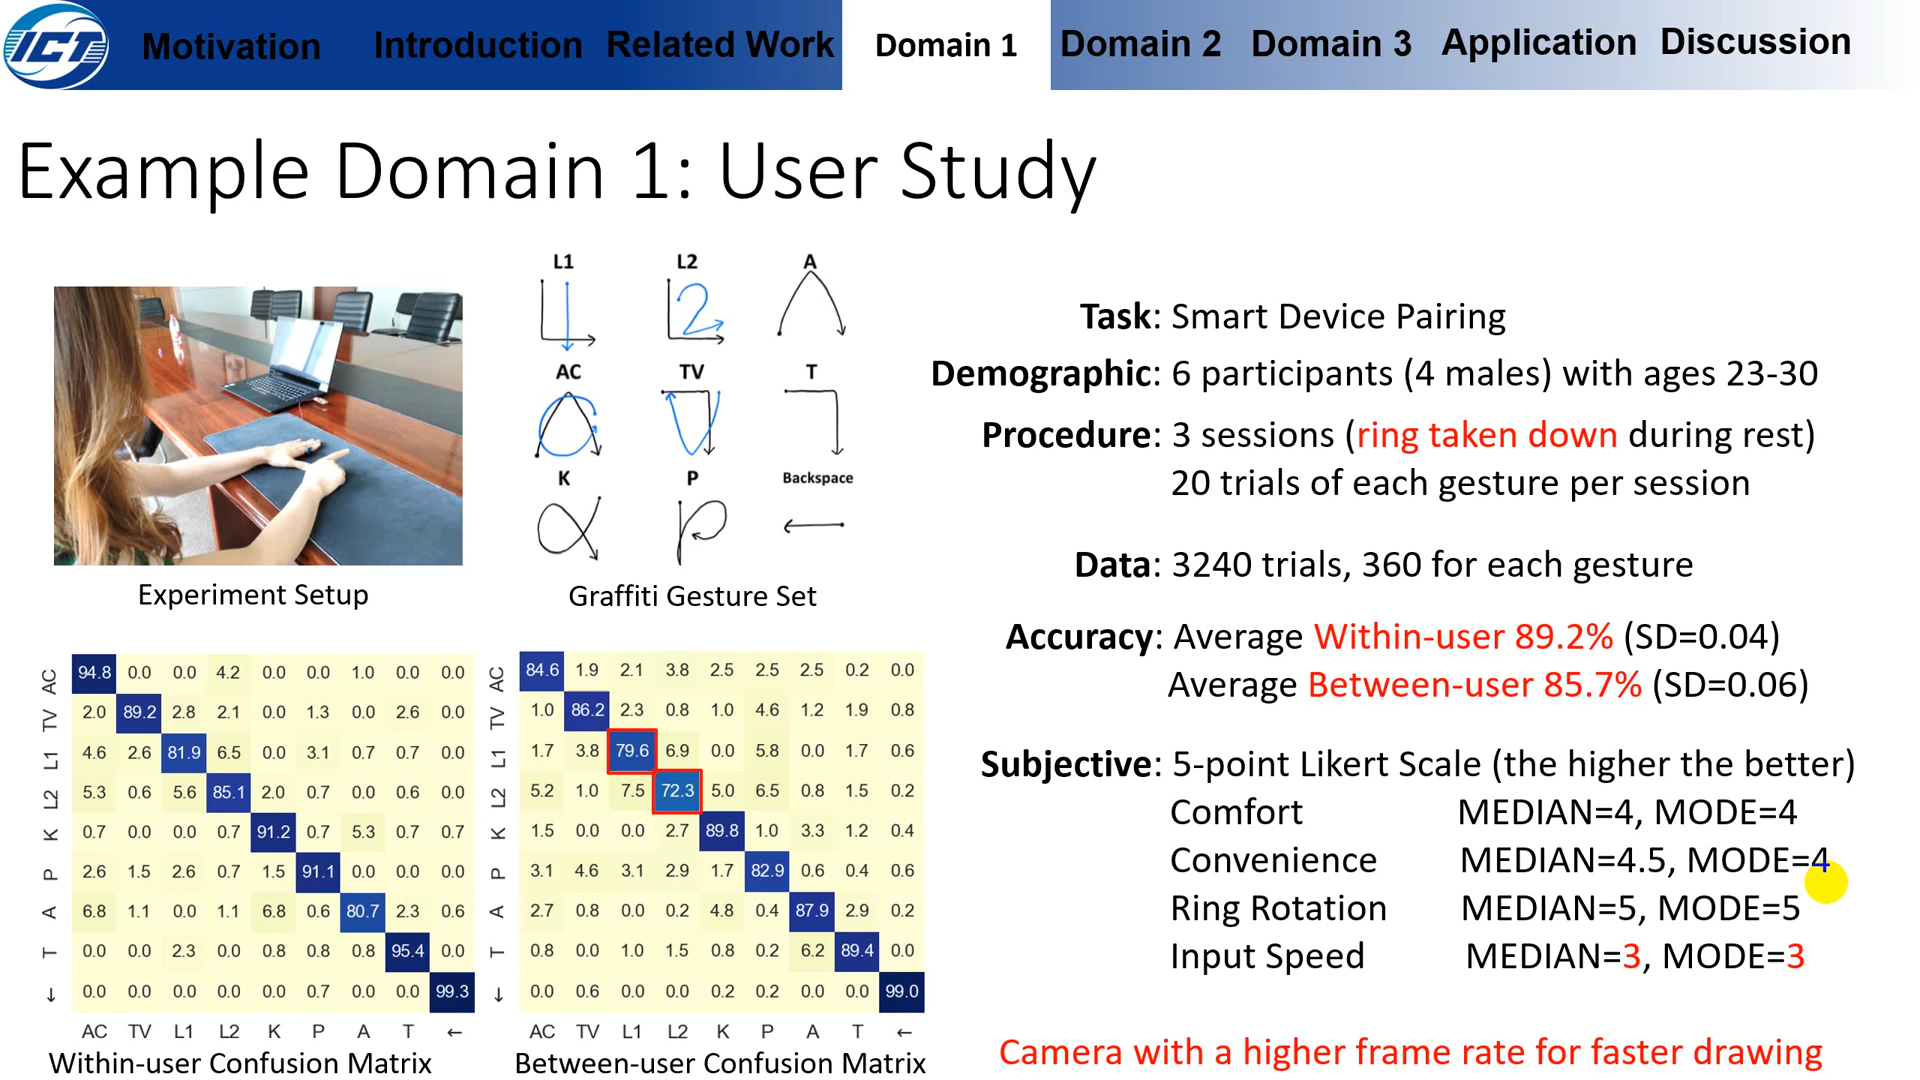 ICT Motivation Introduction Related Work Domain 1 Domain 2 Domain 3 Application Discussion
Example Domain 1: User Study
L1 L2 A
AC TV T
K P Backspace
Experiment Setup
Graffiti Gesture Set
Task: Smart Device Pairing
Demographic: 6 participants (4 males) with ages 23-30
Procedure: 3 sessions (ring taken down during rest)
20 trials of each gesture per session
Data: 3240 trials, 360 for each gesture
Accuracy: Average Within-user 89.2% (SD=0.04)
Average Between-user 85.7% (SD=0.06)
Subjective: 5-point Likert Scale (the higher the better)
Comfort MEDIAN=4, MODE=4
Convenience MEDIAN=4.5, MODE=4
Ring Rotation MEDIAN=5, MODE=5
Input Speed MEDIAN=3, MODE=3
Camera with a higher frame rate for faster drawing
AC 94.8 0.0 0.0 4.2 0.0 0.0 1.0 0.0 0.0
TV 2.0 89.2 2.8 2.1 0.0 1.3 0.0 2.6 0.0
L1 4.6 2.6 81.9 6.5 0.0 3.1 0.7 0.7 0.0
L2 5.3 0.6 5.6 85.1 2.0 0.7 0.0 0.6 0.0
K 0.7 0.0 0.0 0.7 91.2 0.7 5.3 0.7 0.7
P 2.6 1.5 2.6 0.7 1.5 91.1 0.0 0.0 0.0
A 6.8 1.1 0.0 1.1 6.8 0.6 80.7 2.3 0.6
T 0.0 0.0 2.3 0.0 0.8 0.8 0.8 95.4 0.0
← 0.0 0.0 0.0 0.0 0.0 0.7 0.0 0.0 99.3
AC TV L1 L2 K P A T ←
Within-user Confusion Matrix
AC 84.6 1.9 2.1 3.8 2.5 2.5 2.5 0.2 0.0
TV 1.0 86.2 2.3 0.8 1.0 4.6 1.2 1.9 0.8
L1 1.7 3.8 79.6 6.9 0.0 5.8 0.0 1.7 0.6
L2 5.2 1.0 7.5 72.3 5.0 6.5 0.8 1.5 0.2
K 1.5 0.0 0.0 2.7 89.8 1.0 3.3 1.2 0.4
P 3.1 4.6 3.1 2.9 1.7 82.9 0.6 0.4 0.6
A 2.7 0.8 0.0 0.2 4.8 0.4 87.9 2.9 0.2
T 0.8 0.0 1.0 1.5 0.8 0.2 6.2 89.4 0.0
← 0.0 0.6 0.0 0.0 0.2 0.2 0.0 0.0 99.0
AC TV L1 L2 K P A T ←
Between-user Confusion Matrix